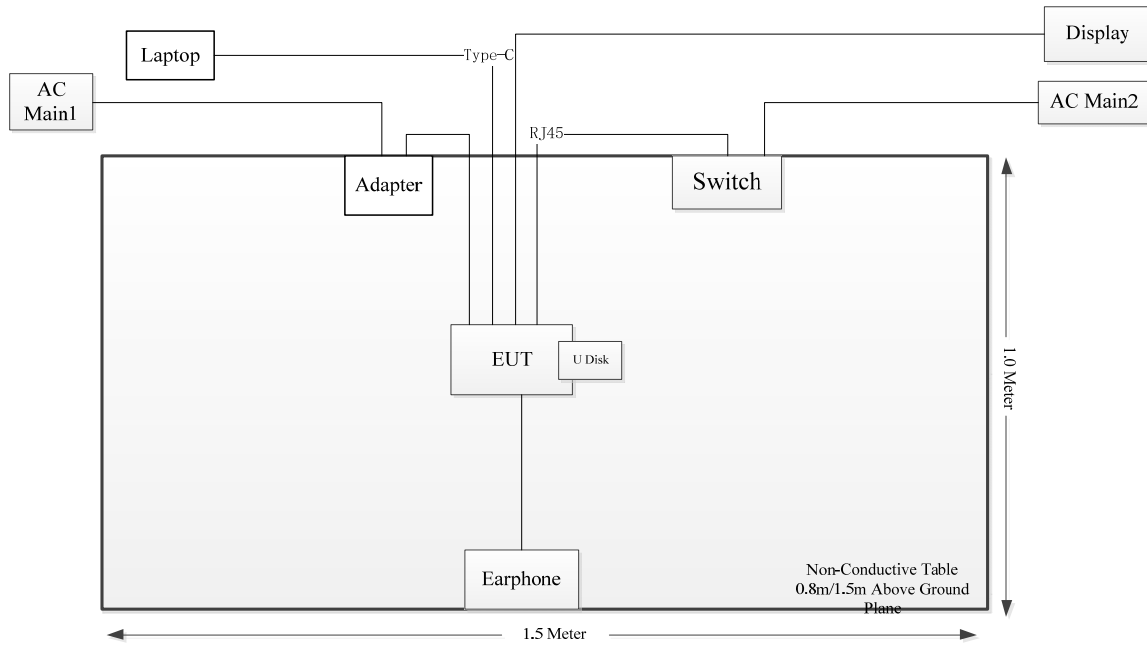 Display
Laptop
Type-C
AC
Main1
AC Main2
RJ45
Adapter
Switch
EUT
U Disk
1.0 Meter
Earphone
Non-Conductive Table
0.8m/1.5m Above Ground
Plane
1.5 Meter